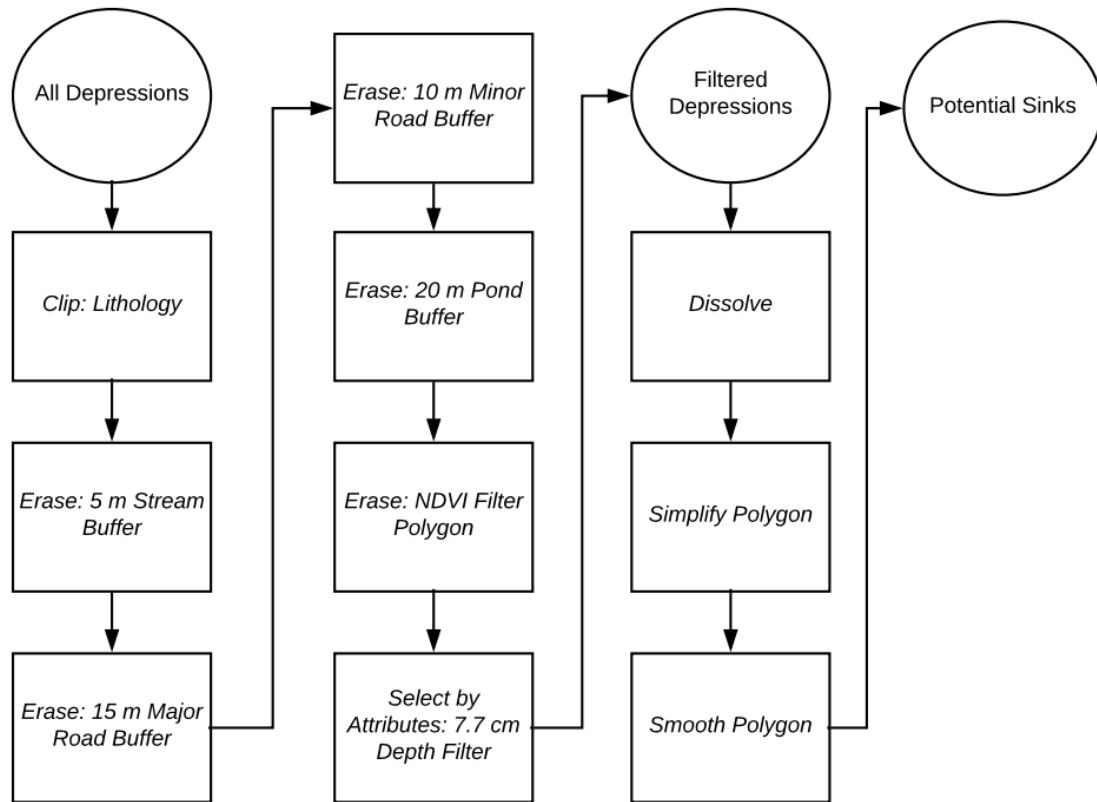 All Depressions
Clip: Lithology
Erase: 5 m Stream
Buffer
Erase: 15 m Major
Road Buffer
Erase: 10 m Minor
Road Buffer
Erase: 20 m Pond
Buffer
Erase: NDVI Filter
Polygon
Select by
Attributes: 7.7 cm
Depth Filter
Filtered
Depressions
Dissolve
Simplify Polygon
Smooth Polygon
Potential Sinks